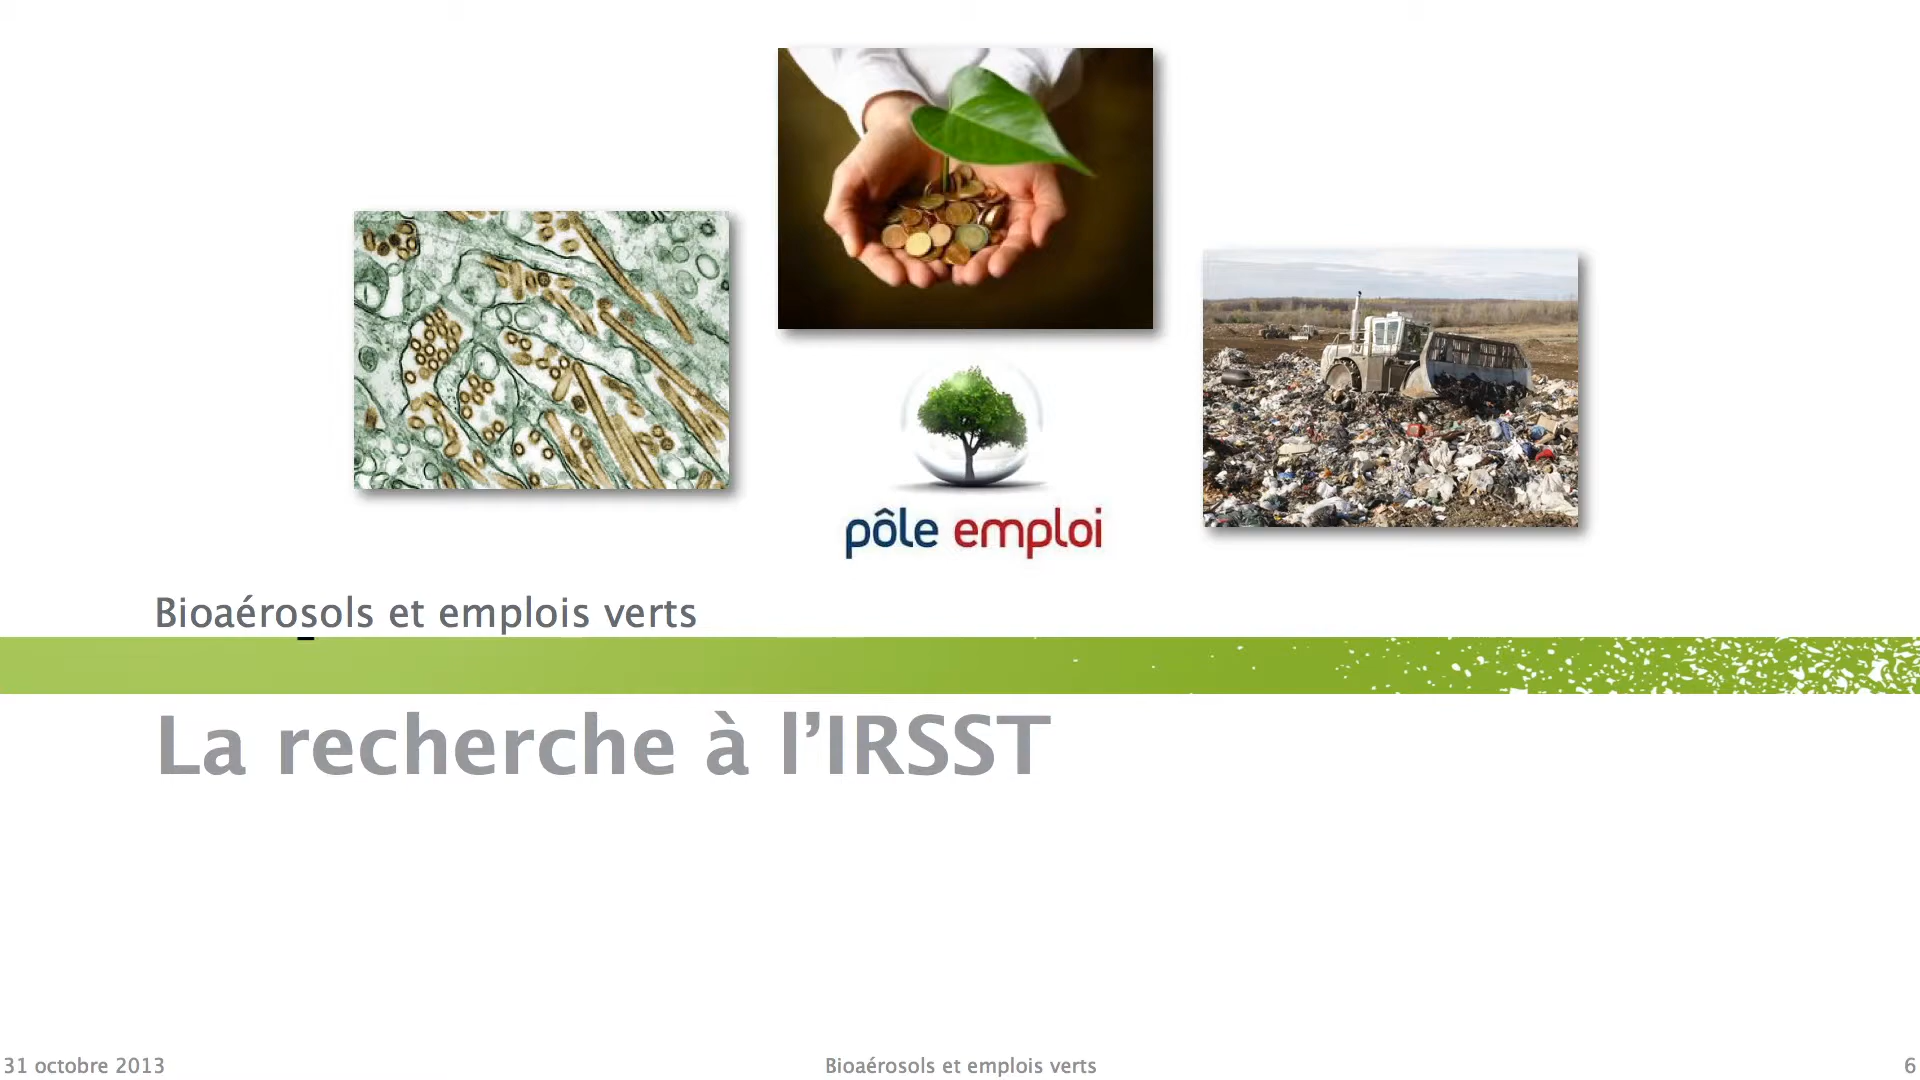 pôle emploi
Bioaérosols et emplois verts
La recherche à l’IRSST
31 octobre 2013
Bioaérosols et emplois verts
6